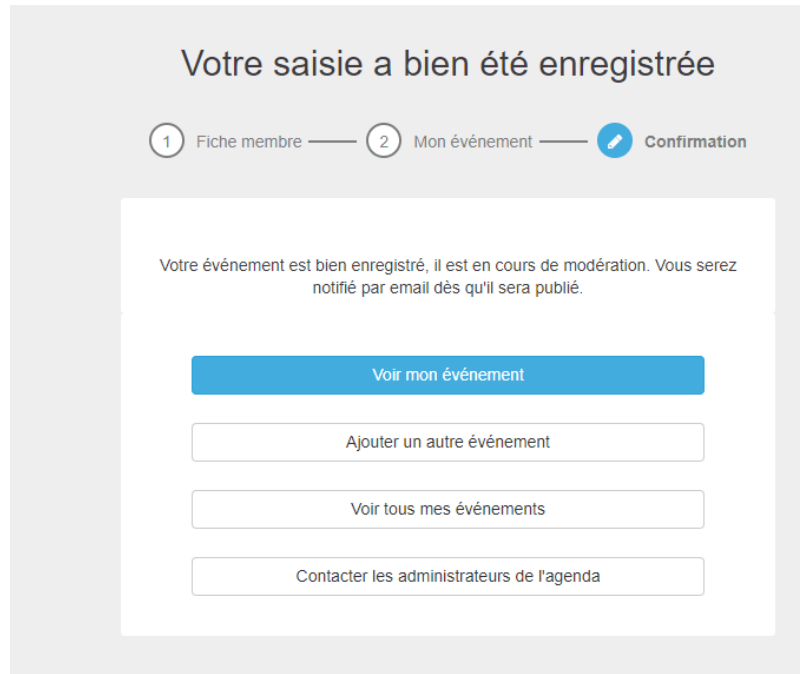 Votre saisie a bien été enregistrée
1 Fiche membre 2 Mon événement Confirmation
Votre événement est bien enregistré, il est en cours de modération. Vous serez
notifié par email dès qu'il sera publié.
Voir mon événement
Ajouter un autre événement
Voir tous mes événements
Contacter les administrateurs de l'agenda